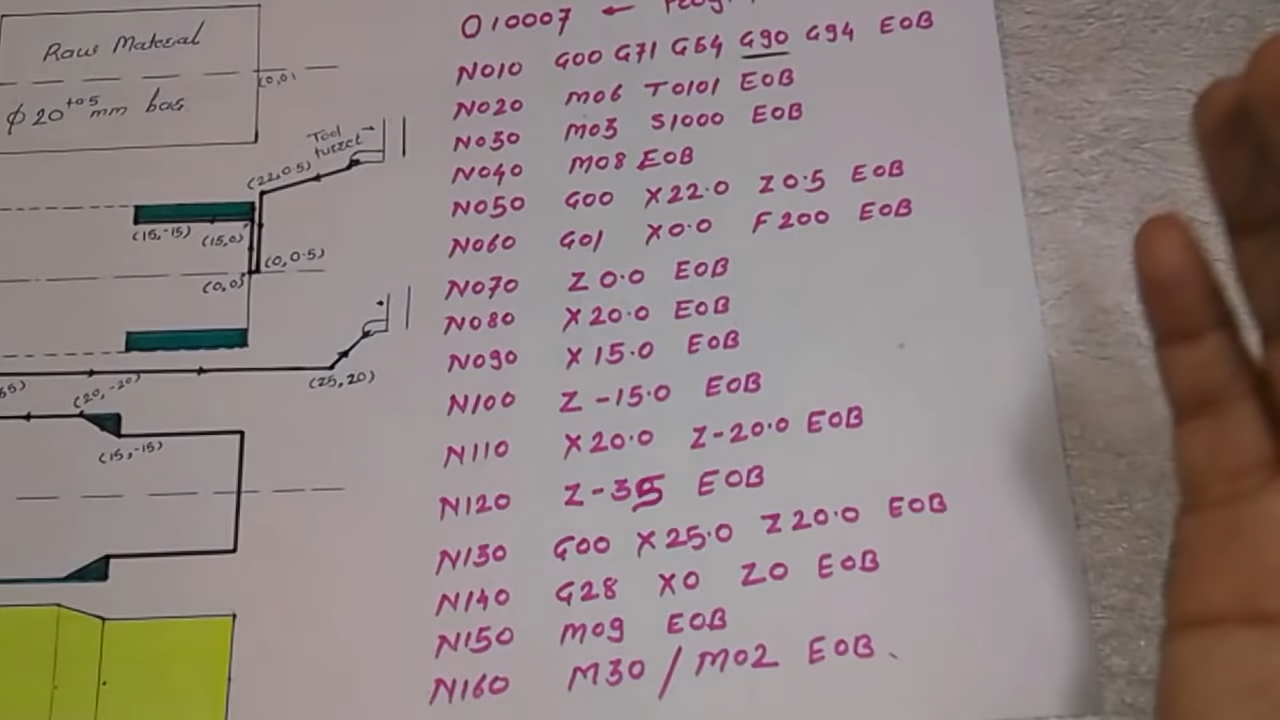 Raw Material
(0,0)
φ20 +0.5 mm bar
Tool turret
(22,0.5)
(15,-15) (15,0)
(0,0.5)
(0,0)
(25,20)
(20,-20)
(15,-15)
O10007 ←
N010 G00 G71 G54 G90 G94 EOB
N020 M06 T0101 EOB
N030 M03 S1000 EOB
N040 M08 EOB
N050 G00 X22.0 Z0.5 EOB
N060 G01 X0.0 F200 EOB
N070 Z0.0 EOB
N080 X20.0 EOB
N090 X15.0 EOB
N100 Z-15.0 EOB
N110 X20.0 Z-20.0 EOB
N120 Z-35 EOB
N130 G00 X25.0 Z20.0 EOB
N140 G28 X0 Z0 EOB
N150 M09 EOB
N160 M30 / M02 EOB.